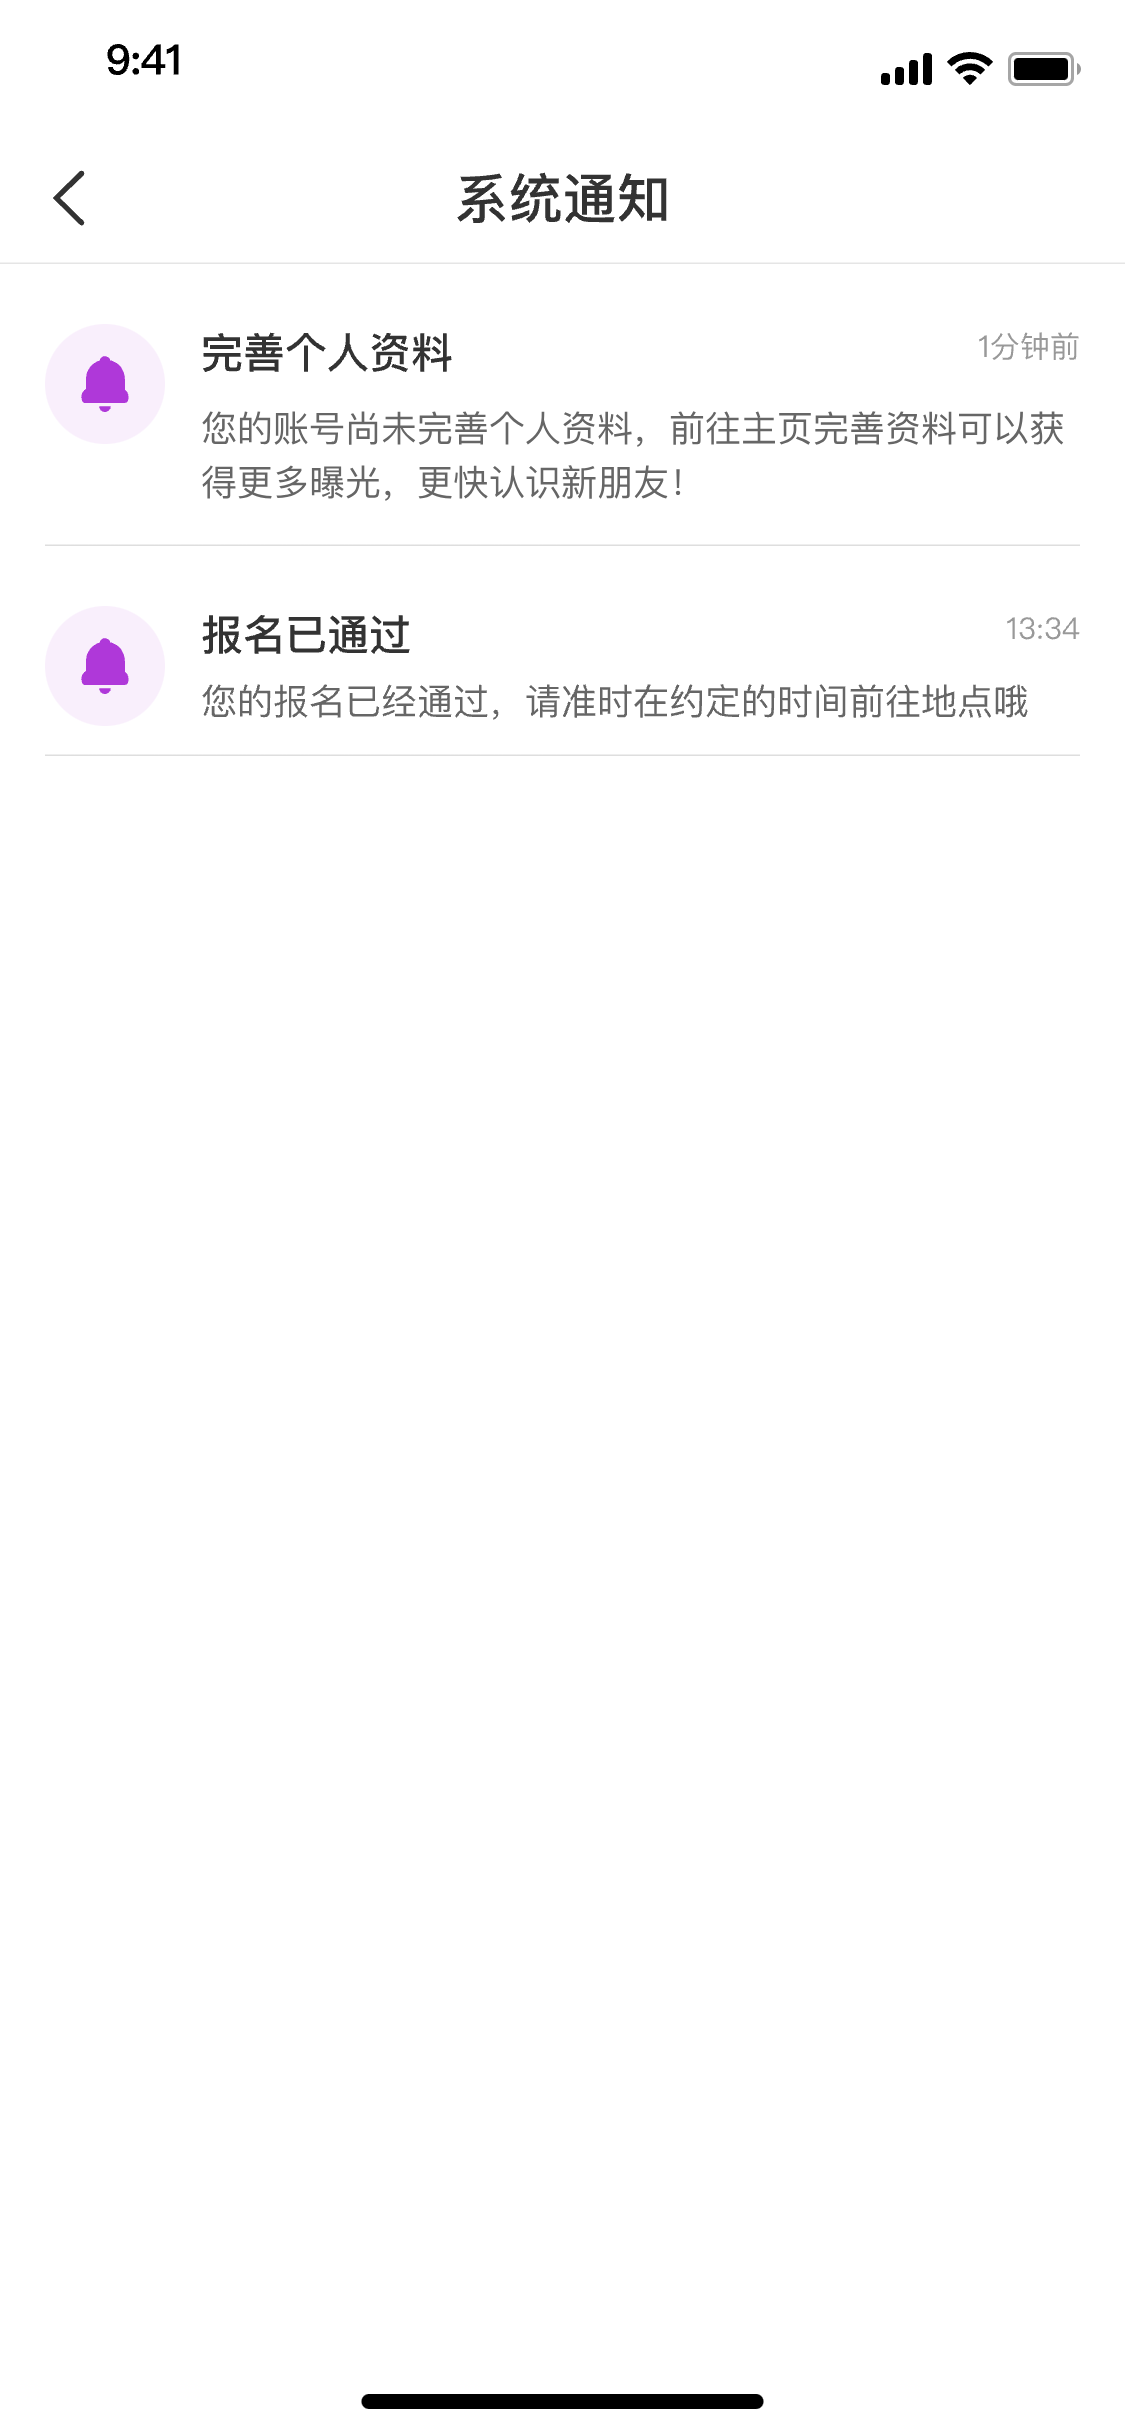 9:41
系统通知
完善个人资料
1分钟前
您的账号尚未完善个人资料，前往主页完善资料可以获
得更多曝光，更快认识新朋友！
报名已通过
13:34
您的报名已经通过，请准时在约定的时间前往地点哦